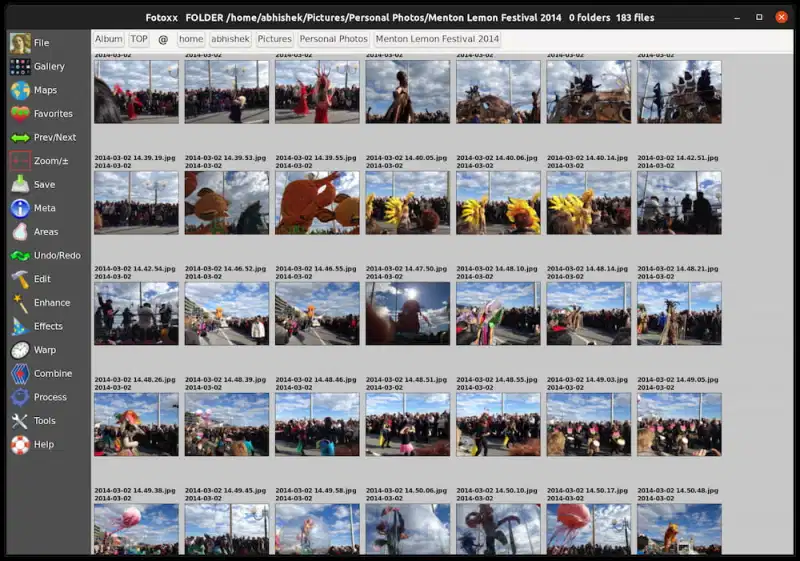 Fotoxx FOLDER /home/abhishek/Pictures/Personal Photos/Menton Lemon Festival 2014 0 folders 183 files
File
Gallery
Maps
Favorites
Prev/Next
Zoom/±
Save
Meta
Areas
Undo/Redo
Edit
Enhance
Effects
Warp
Combine
Process
Tools
Help
Album TOP @ home abhishek Pictures Personal Photos Menton Lemon Festival 2014
2014-03-02 2014-03-02 2014-03-02 2014-03-02 2014-03-02 2014-03-02 2014-03-02
2014-03-02 14.39.19.jpg 2014-03-02 14.39.53.jpg 2014-03-02 14.39.55.jpg 2014-03-02 14.40.05.jpg 2014-03-02 14.40.06.jpg 2014-03-02 14.40.14.jpg 2014-03-02 14.42.51.jpg
2014-03-02 2014-03-02 2014-03-02 2014-03-02 2014-03-02 2014-03-02 2014-03-02
2014-03-02 14.42.54.jpg 2014-03-02 14.46.52.jpg 2014-03-02 14.46.55.jpg 2014-03-02 14.47.50.jpg 2014-03-02 14.48.10.jpg 2014-03-02 14.48.14.jpg 2014-03-02 14.48.21.jpg
2014-03-02 2014-03-02 2014-03-02 2014-03-02 2014-03-02 2014-03-02 2014-03-02
2014-03-02 14.48.26.jpg 2014-03-02 14.48.39.jpg 2014-03-02 14.48.46.jpg 2014-03-02 14.48.51.jpg 2014-03-02 14.48.55.jpg 2014-03-02 14.49.03.jpg 2014-03-02 14.49.05.jpg
2014-03-02 2014-03-02 2014-03-02 2014-03-02 2014-03-02 2014-03-02 2014-03-02
2014-03-02 14.49.38.jpg 2014-03-02 14.49.45.jpg 2014-03-02 14.49.58.jpg 2014-03-02 14.50.06.jpg 2014-03-02 14.50.10.jpg 2014-03-02 14.50.17.jpg 2014-03-02 14.50.48.jpg
2014-03-02 2014-03-02 2014-03-02 2014-03-02 2014-03-02 2014-03-02 2014-03-02